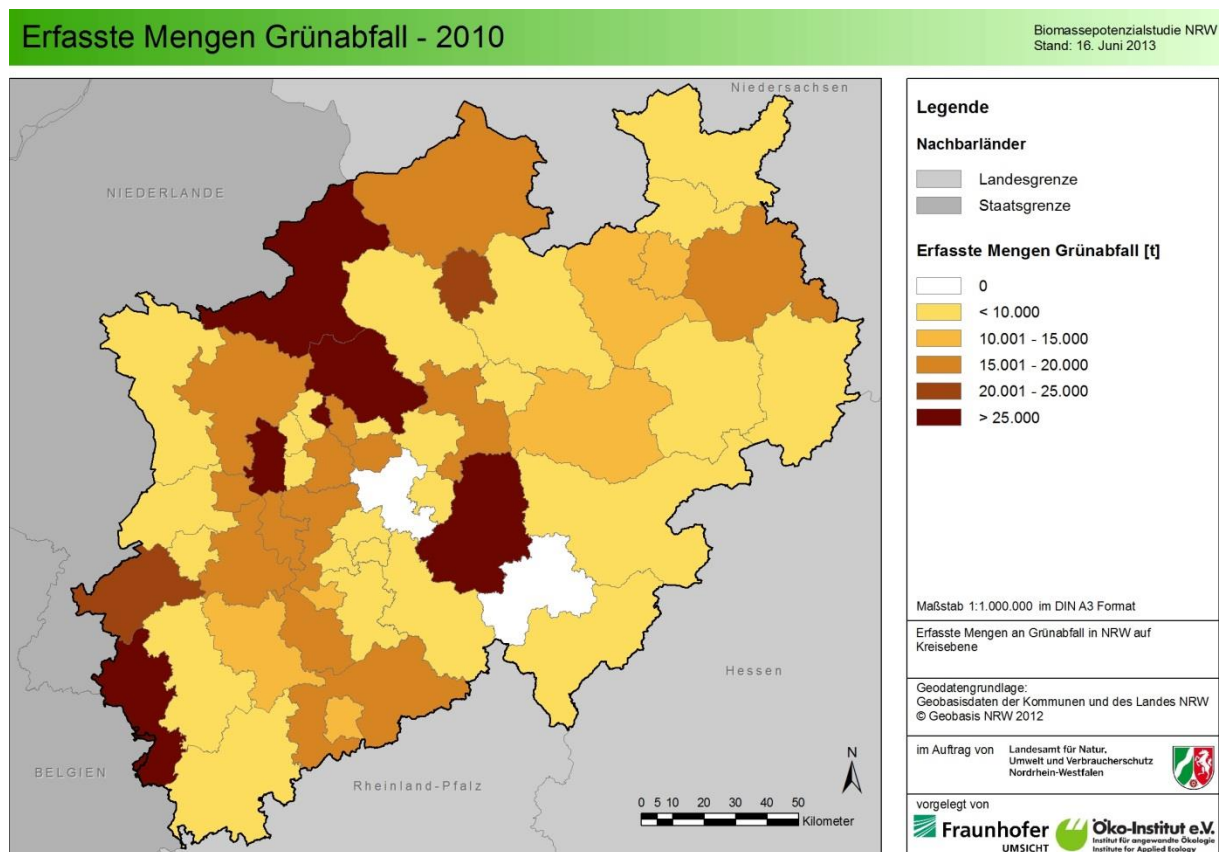 Erfasste Mengen Grünabfall - 2010
Biomassepotenzialstudie NRW
Stand: 16. Juni 2013
Niedersachsen
NIEDERLANDE
BELGIEN
Rheinland-Pfalz
Hessen
N
0 5 10 20 30 40 50
Kilometer
Legende
Nachbarländer
Landesgrenze
Staatsgrenze
Erfasste Mengen Grünabfall [t]
0
< 10.000
10.001 - 15.000
15.001 - 20.000
20.001 - 25.000
> 25.000
Maßstab 1:1.000.000 im DIN A3 Format
Erfasste Mengen an Grünabfall in NRW auf
Kreisebene
Geodatengrundlage:
Geobasisdaten der Kommunen und des Landes NRW
© Geobasis NRW 2012
im Auftrag von
Landesamt für Natur,
Umwelt und Verbraucherschutz
Nordrhein-Westfalen
vorgelegt von
Fraunhofer
UMSICHT
Öko-Institut e.V.
Institut für angewandte Ökologie
Institute for Applied Ecology